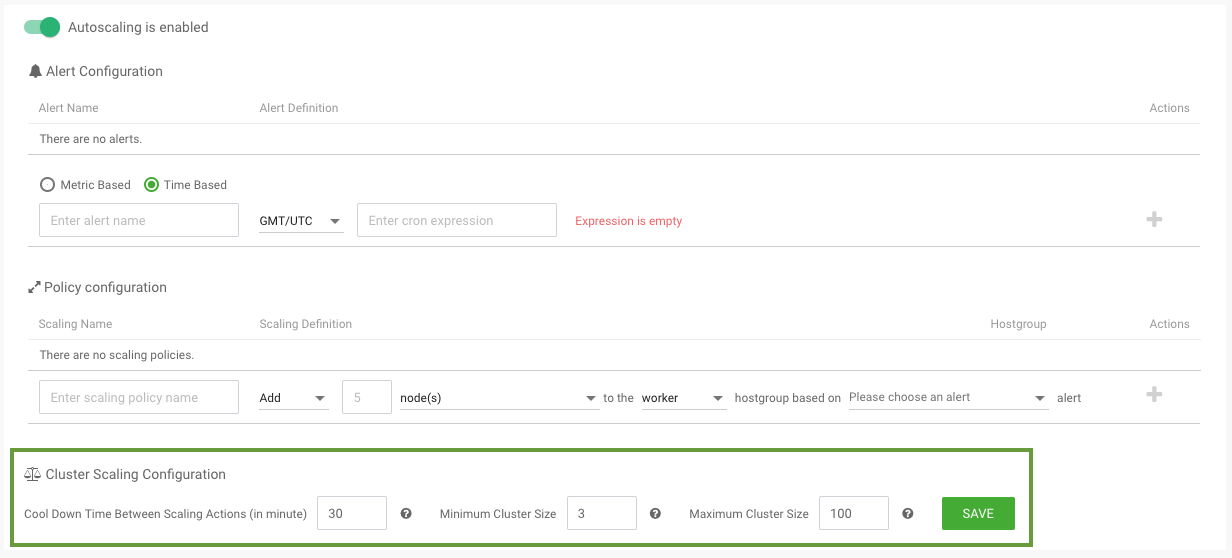 Autoscaling is enabled
Alert Configuration
Alert Name Alert Definition Actions
There are no alerts.
Metric Based Time Based
Enter alert name GMT/UTC Enter cron expression Expression is empty
Policy configuration
Scaling Name Scaling Definition Hostgroup Actions
There are no scaling policies.
Enter scaling policy name Add 5 node(s) to the worker hostgroup based on Please choose an alert alert
Cluster Scaling Configuration
Cool Down Time Between Scaling Actions (in minute) 30 ? Minimum Cluster Size 3 ? Maximum Cluster Size 100 ? SAVE